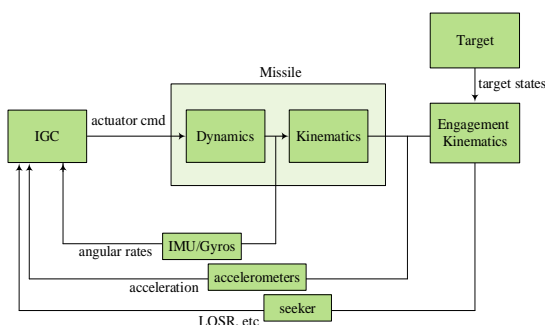 Target
Missile
target states
actuator cmd
IGC
Dynamics
Kinematics
Engagement
Kinematics
IMU/Gyros
angular rates
accelerometers
acceleration
seeker
LOSR, etc